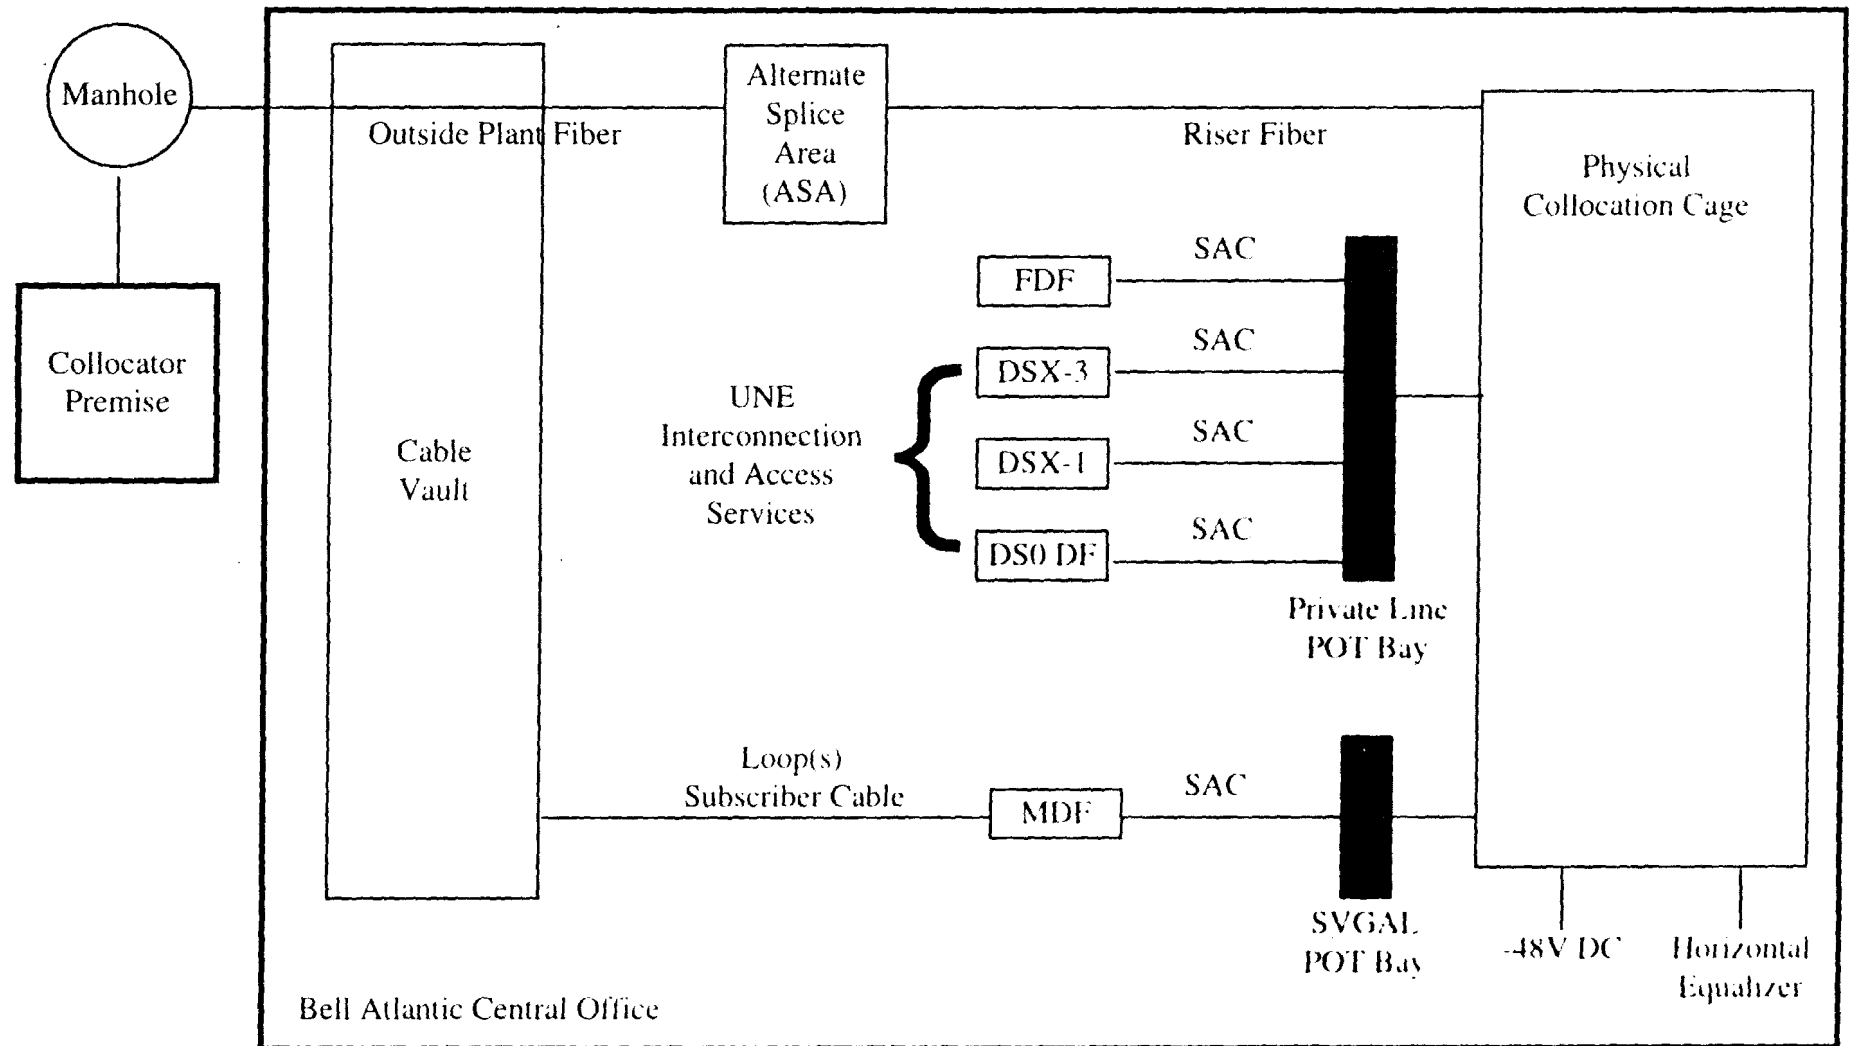 Manhole
Collocator
Premise
Outside Plant Fiber
Cable
Vault
Alternate
Splice
Area
(ASA)
Riser Fiber
Physical
Collocation Cage
UNE
Interconnection
and Access
Services
FDF
SAC
DSX-3
SAC
DSX-1
SAC
DS0 DF
SAC
Private Line
POT Bay
Loop(s)
Subscriber Cable
MDF
SAC
SVGAL
POT Bay
-48V DC
Horizontal
Equalizer
Bell Atlantic Central Office